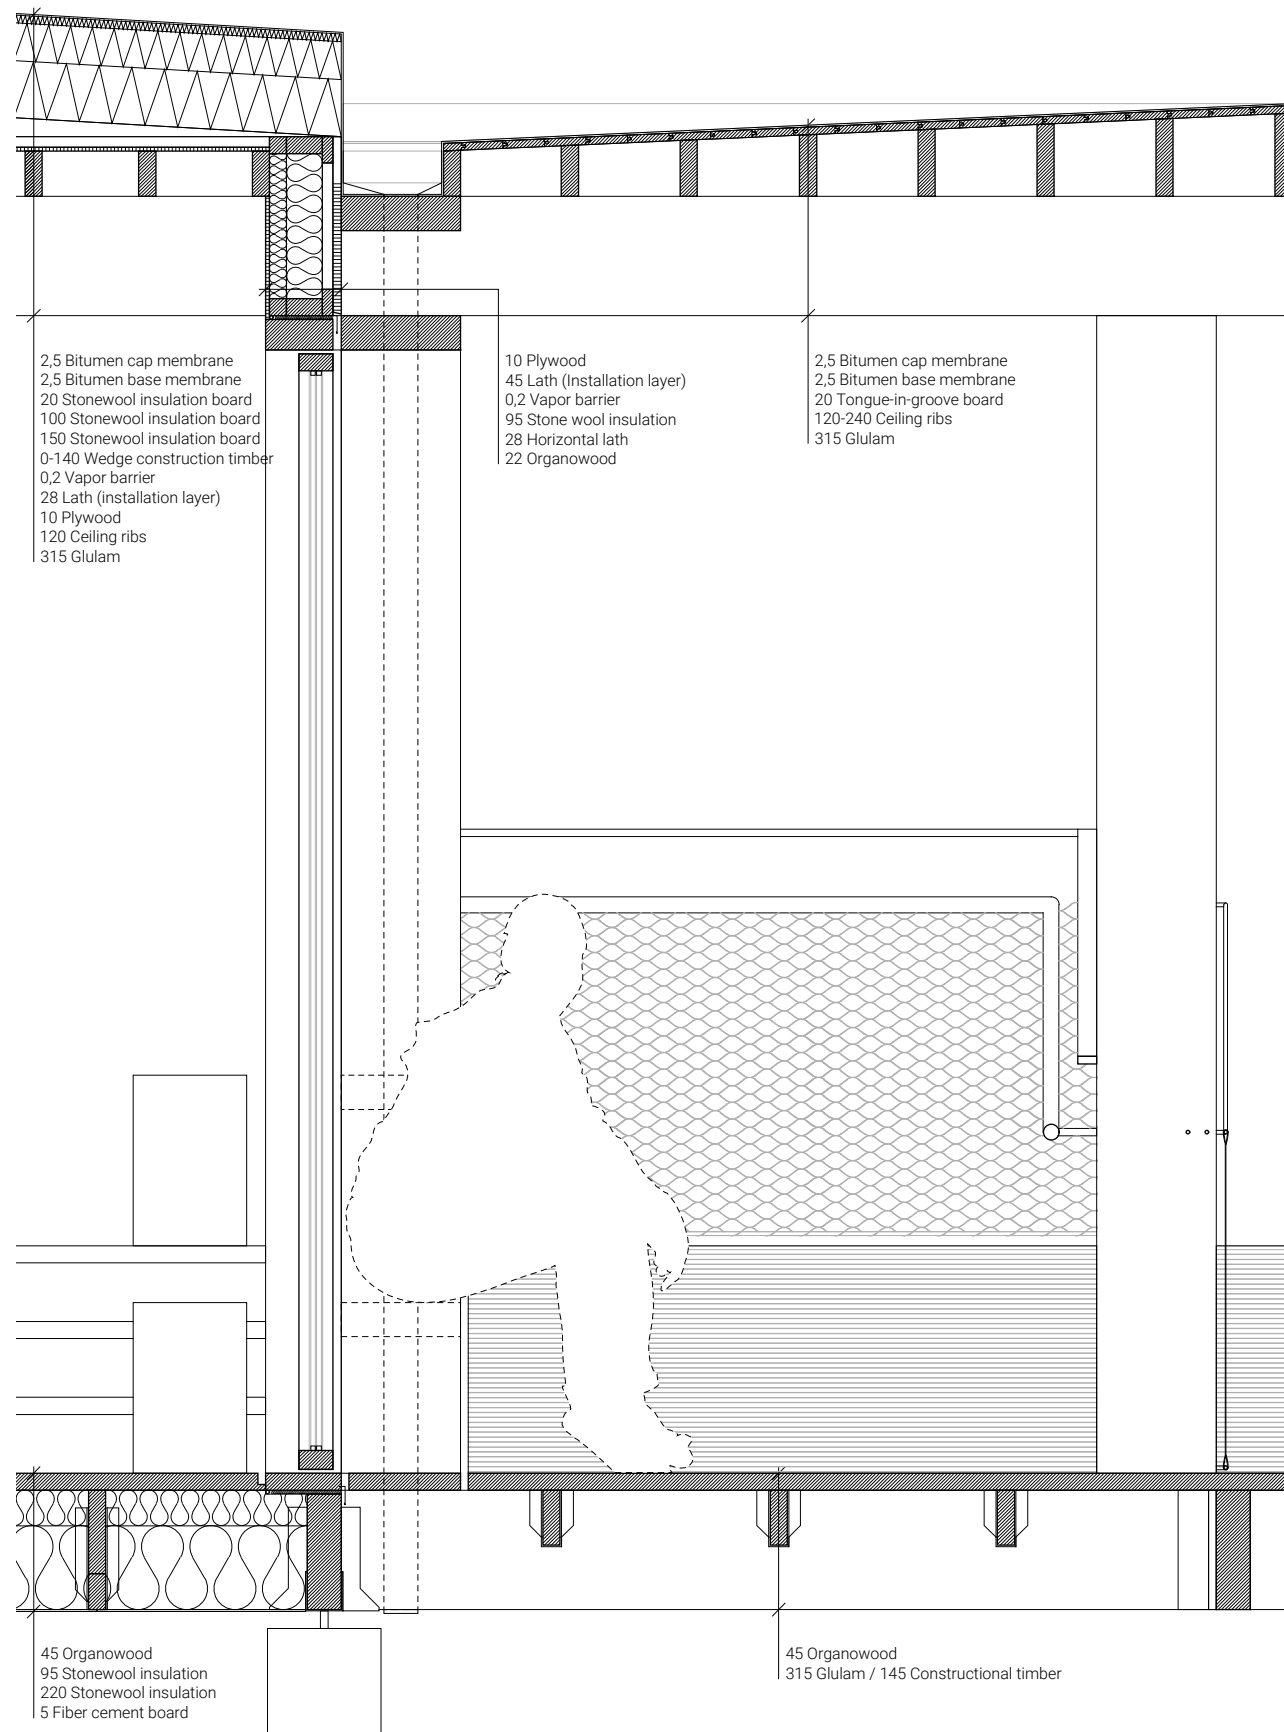 2,5 Bitumen cap membrane
2,5 Bitumen base membrane
20 Stonewool insulation board
100 Stonewool insulation board
150 Stonewool insulation board
0-140 Wedge construction timber
0,2 Vapor barrier
28 Lath (installation layer)
10 Plywood
120 Ceiling ribs
315 Glulam
10 Plywood
45 Lath (Installation layer)
0,2 Vapor barrier
95 Stone wool insulation
28 Horizontal lath
22 Organowood
2,5 Bitumen cap membrane
2,5 Bitumen base membrane
20 Tongue-in-groove board
120-240 Ceiling ribs
315 Glulam
45 Organowood
95 Stonewool insulation
220 Stonewool insulation
5 Fiber cement board
45 Organowood
315 Glulam / 145 Constructional timber